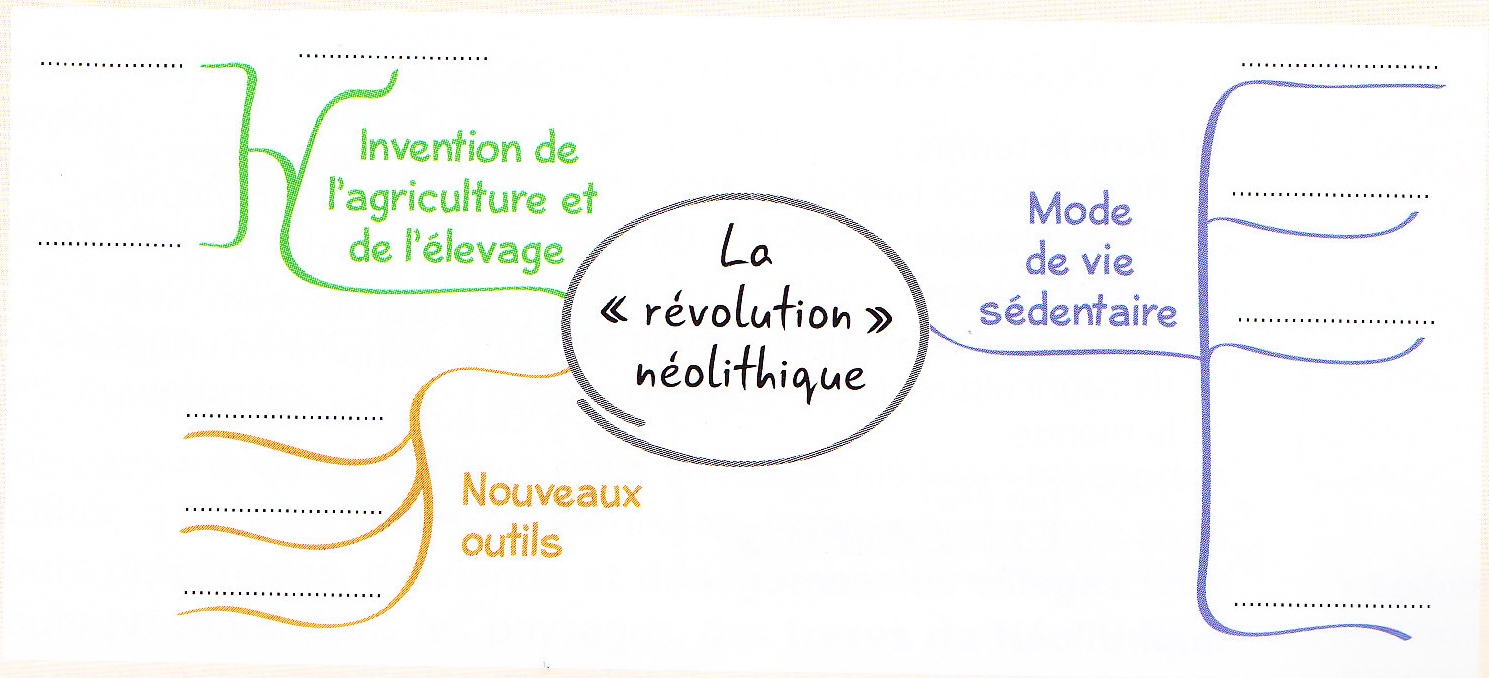 Invention de
l'agriculture et
de l'élevage
La
« révolution »
néolithique
Mode
de vie
sédentaire
Nouveaux
outils